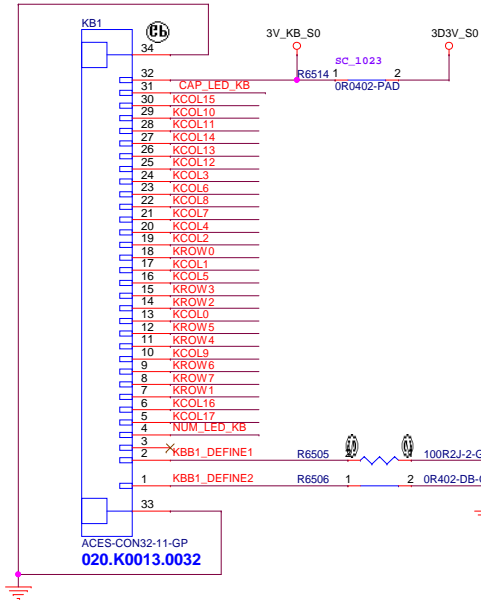 KB1
34
3V_KB_S0
3D3V_S0
SC_1023
32
R6514 1 2
0R0402-PAD
31 CAP_LED_KB
30 KCOL15
29 KCOL10
28 KCOL11
27 KCOL14
26 KCOL13
25 KCOL12
24 KCOL3
23 KCOL6
22 KCOL8
21 KCOL7
20 KCOL4
19 KCOL2
18 KROW0
17 KCOL1
16 KCOL5
15 KROW3
14 KROW2
13 KCOL0
12 KROW5
11 KROW4
10 KCOL9
9 KROW6
8 KROW7
7 KROW1
6 KCOL16
5 KCOL17
4 NUM_LED_KB
3
2 KBB1_DEFINE1 R6505 100R2J-2-G
1 KBB1_DEFINE2 R6506 1 2 0R402-DB-
33
ACES-CON32-11-GP
020.K0013.0032